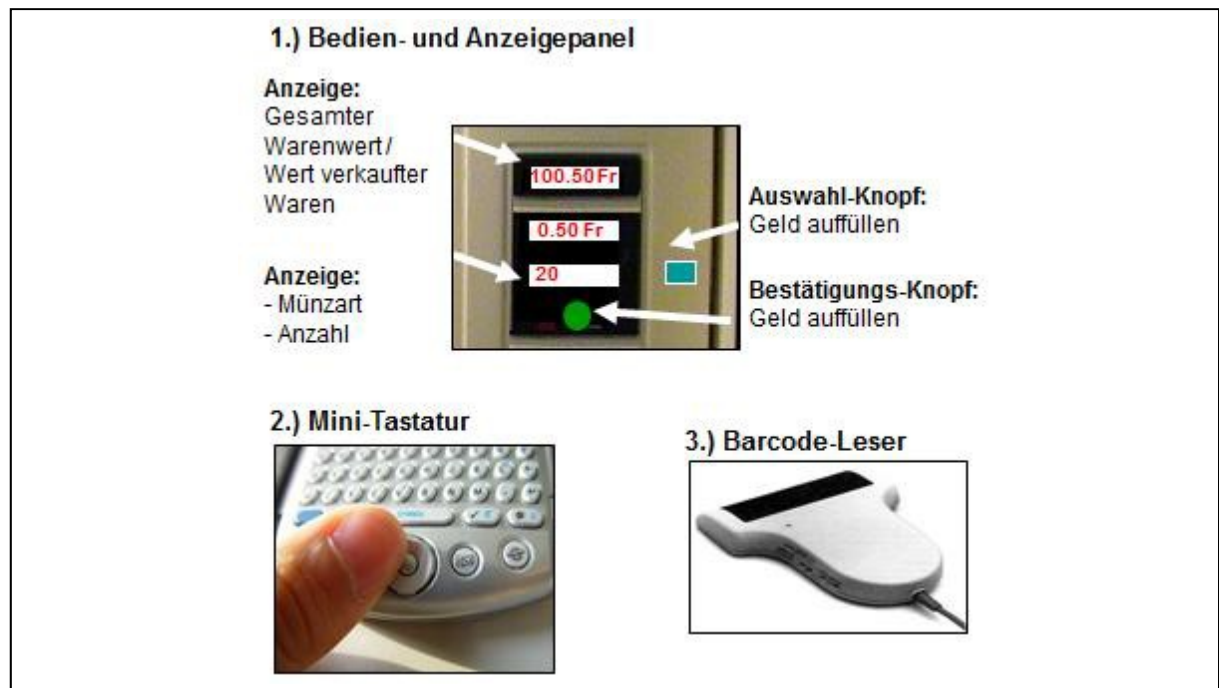 1.) Bedien- und Anzeigepanel
Anzeige:
Gesamter
Warenwert/
Wert verkaufter
Waren
100.50 Fr
0.50 Fr
20
Auswahl-Knopf:
Geld auffüllen
Anzeige:
- Münzart
- Anzahl
Bestätigungs-Knopf:
Geld auffüllen
2.) Mini-Tastatur
3.) Barcode-Leser